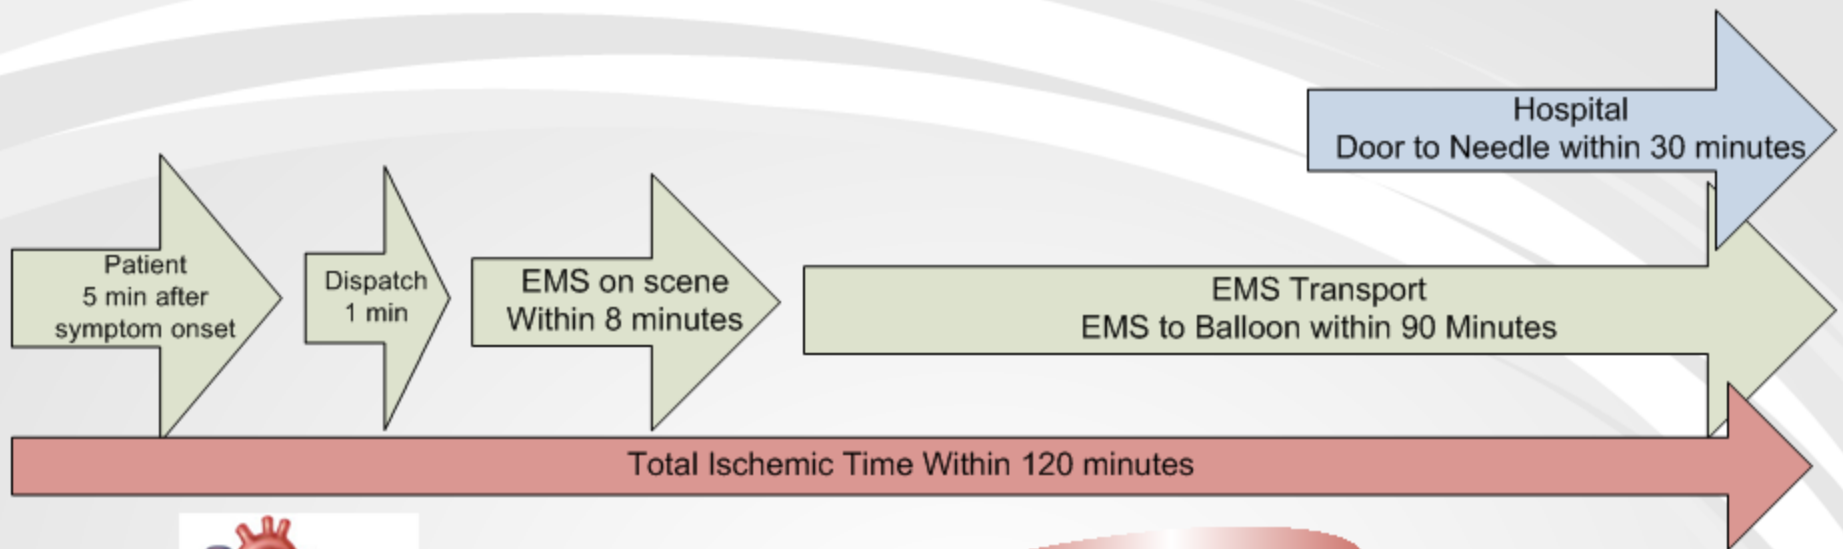 Hospital
Door to Needle within 30 minutes
Patient
5 min after
symptom onset
Dispatch
1 min
EMS on scene
Within 8 minutes
EMS Transport
EMS to Balloon within 90 Minutes
Total Ischemic Time Within 120 minutes